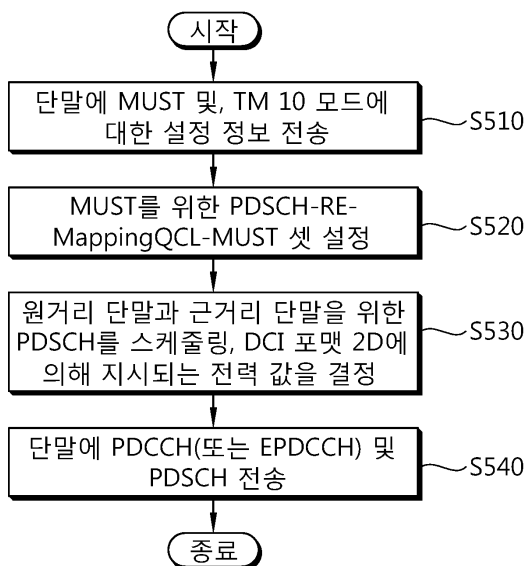 시작
단말에 MUST 및, TM 10 모드에
대한 설정 정보 전송
S510
MUST를 위한 PDSCH-RE-
MappingQCL-MUST 셋 설정
S520
원거리 단말과 근거리 단말을 위한
PDSCH를 스케줄링, DCI 포맷 2D에
의해 지시되는 전력 값을 결정
S530
단말에 PDCCH(또는 EPDCCH) 및
PDSCH 전송
S540
종료